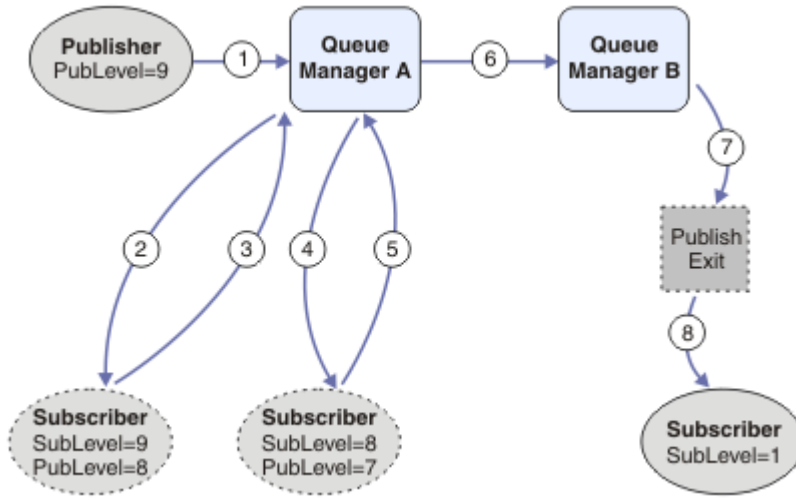 Publisher
PubLevel=9
1
Queue
Manager A
6
Queue
Manager B
7
2
3
4
5
Publish
Exit
8
Subscriber
SubLevel=9
PubLevel=8
Subscriber
SubLevel=8
PubLevel=7
Subscriber
SubLevel=1